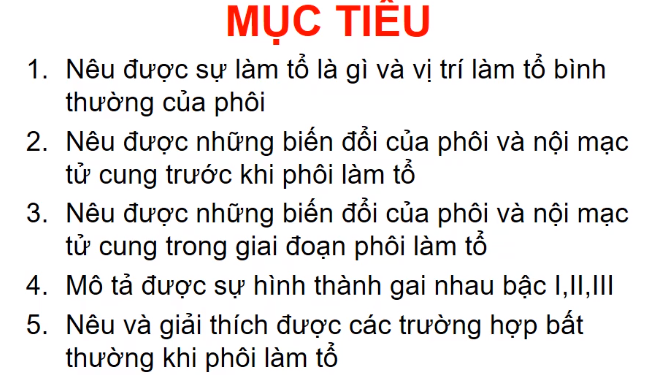 MỤC TIÊU
1. Nêu được sự làm tổ là gì và vị trí làm tổ bình
thường của phôi
2. Nêu được những biến đổi của phôi và nội mạc
tử cung trước khi phôi làm tổ
3. Nêu được những biến đổi của phôi và nội mạc
tử cung trong giai đoạn phôi làm tổ
4. Mô tả được sự hình thành gai nhau bậc I,II,III
5. Nêu và giải thích được các trường hợp bất
thường khi phôi làm tổ